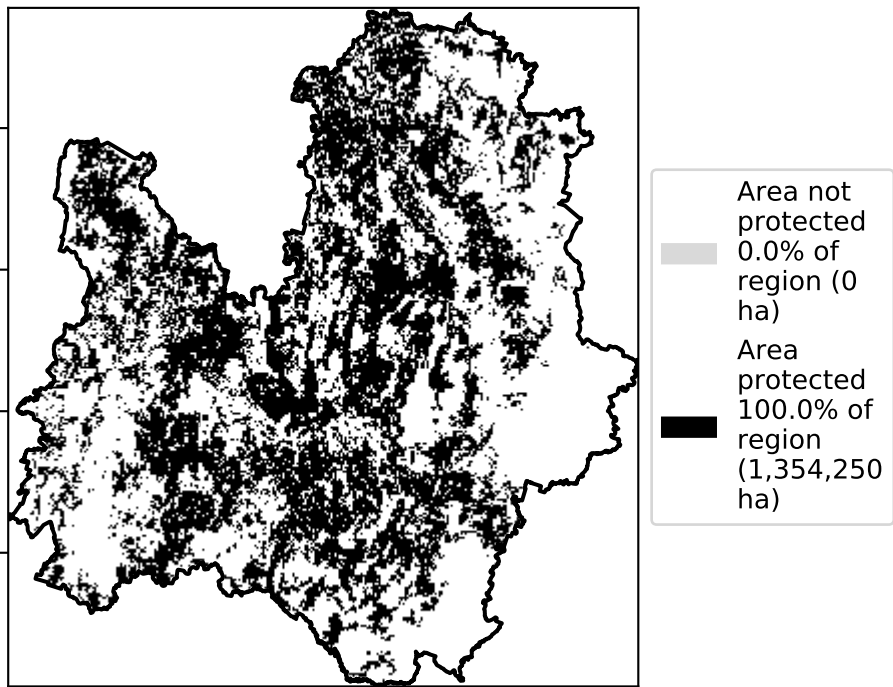 Area not
protected
0.0% of
region (0
ha)
Area
protected
100.0% of
region
(1,354,250
ha)